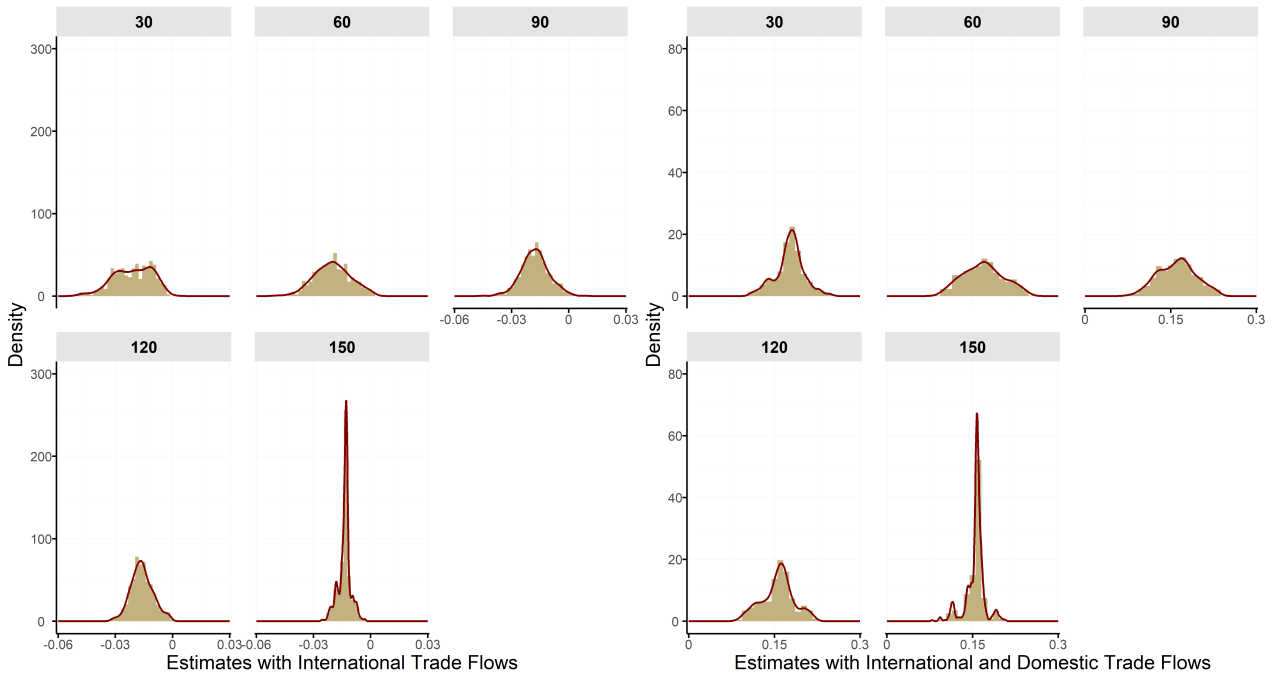 30 60 90
300
200
100
0
-0.06 -0.03 0 0.03
120 150
300
200
100
0
-0.06 -0.03 0 0.03 -0.06 -0.03 0 0.03
Density
Estimates with International Trade Flows
30 60 90
80
60
40
20
0
0 0.15 0.3
120 150
80
60
40
20
0
0 0.15 0.3 0 0.15 0.3
Density
Estimates with International and Domestic Trade Flows